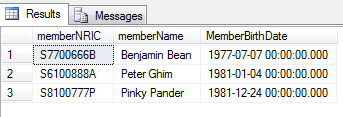 Results Messages
memberNRIC memberName MemberBirthDate
1 S7700666B Benjamin Bean 1977-07-07 00:00:00.000
2 S6100888A Peter Ghim 1981-01-04 00:00:00.000
3 S8100777P Pinky Pander 1981-12-24 00:00:00.000